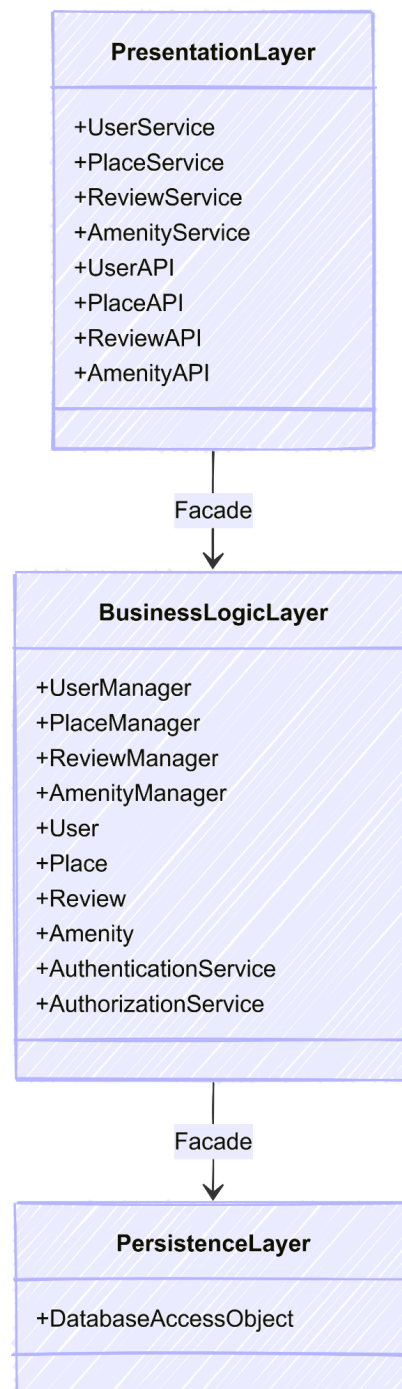 PresentationLayer
+UserService
+PlaceService
+ReviewService
+AmenityService
+UserAPI
+PlaceAPI
+ReviewAPI
+AmenityAPI
Facade
BusinessLogicLayer
+UserManager
+PlaceManager
+ReviewManager
+AmenityManager
+User
+Place
+Review
+Amenity
+AuthenticationService
+AuthorizationService
Facade
PersistenceLayer
+DatabaseAccessObject